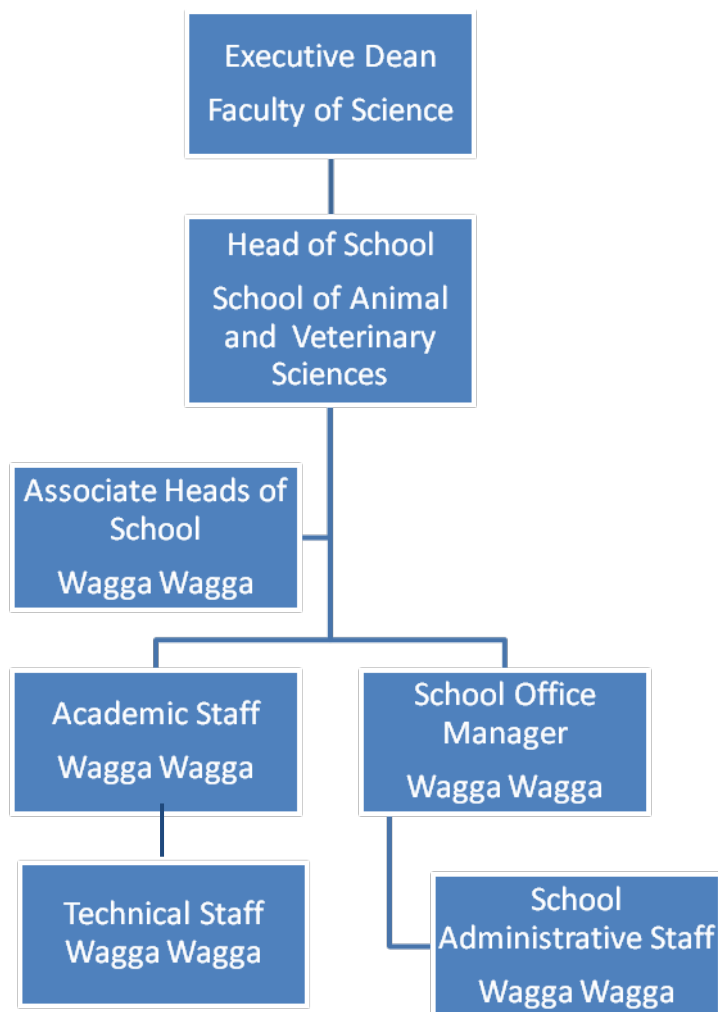 Executive Dean
Faculty of Science
Head of School
School of Animal
and Veterinary
Sciences
Associate Heads of
School
Wagga Wagga
Academic Staff
Wagga Wagga
School Office
Manager
Wagga Wagga
Technical Staff
Wagga Wagga
School
Administrative Staff
Wagga Wagga